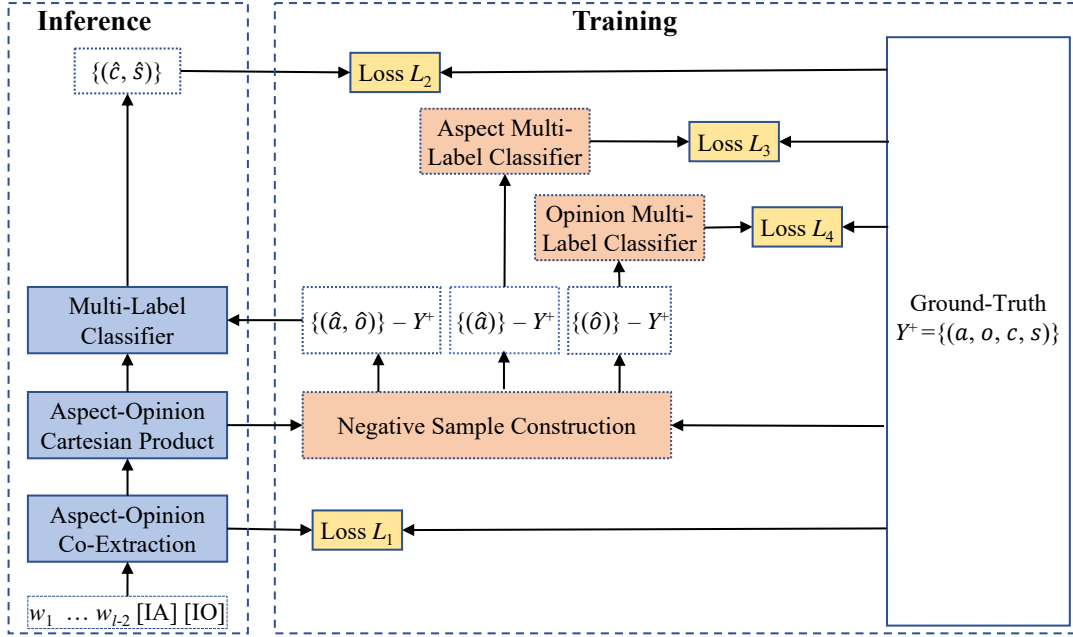 Inference
Training
{(ĉ, ŝ)}
Loss L₂
Aspect Multi-
Label Classifier
Loss L₃
Opinion Multi-
Label Classifier
Loss L₄
Multi-Label
Classifier
{(â, ô)} – Y⁺
{(â)} – Y⁺
{(ô)} – Y⁺
Ground-Truth
Y⁺={(a, o, c, s)}
Aspect-Opinion
Cartesian Product
Negative Sample Construction
Aspect-Opinion
Co-Extraction
Loss L₁
w₁ … wₗ₋₂ [IA] [IO]